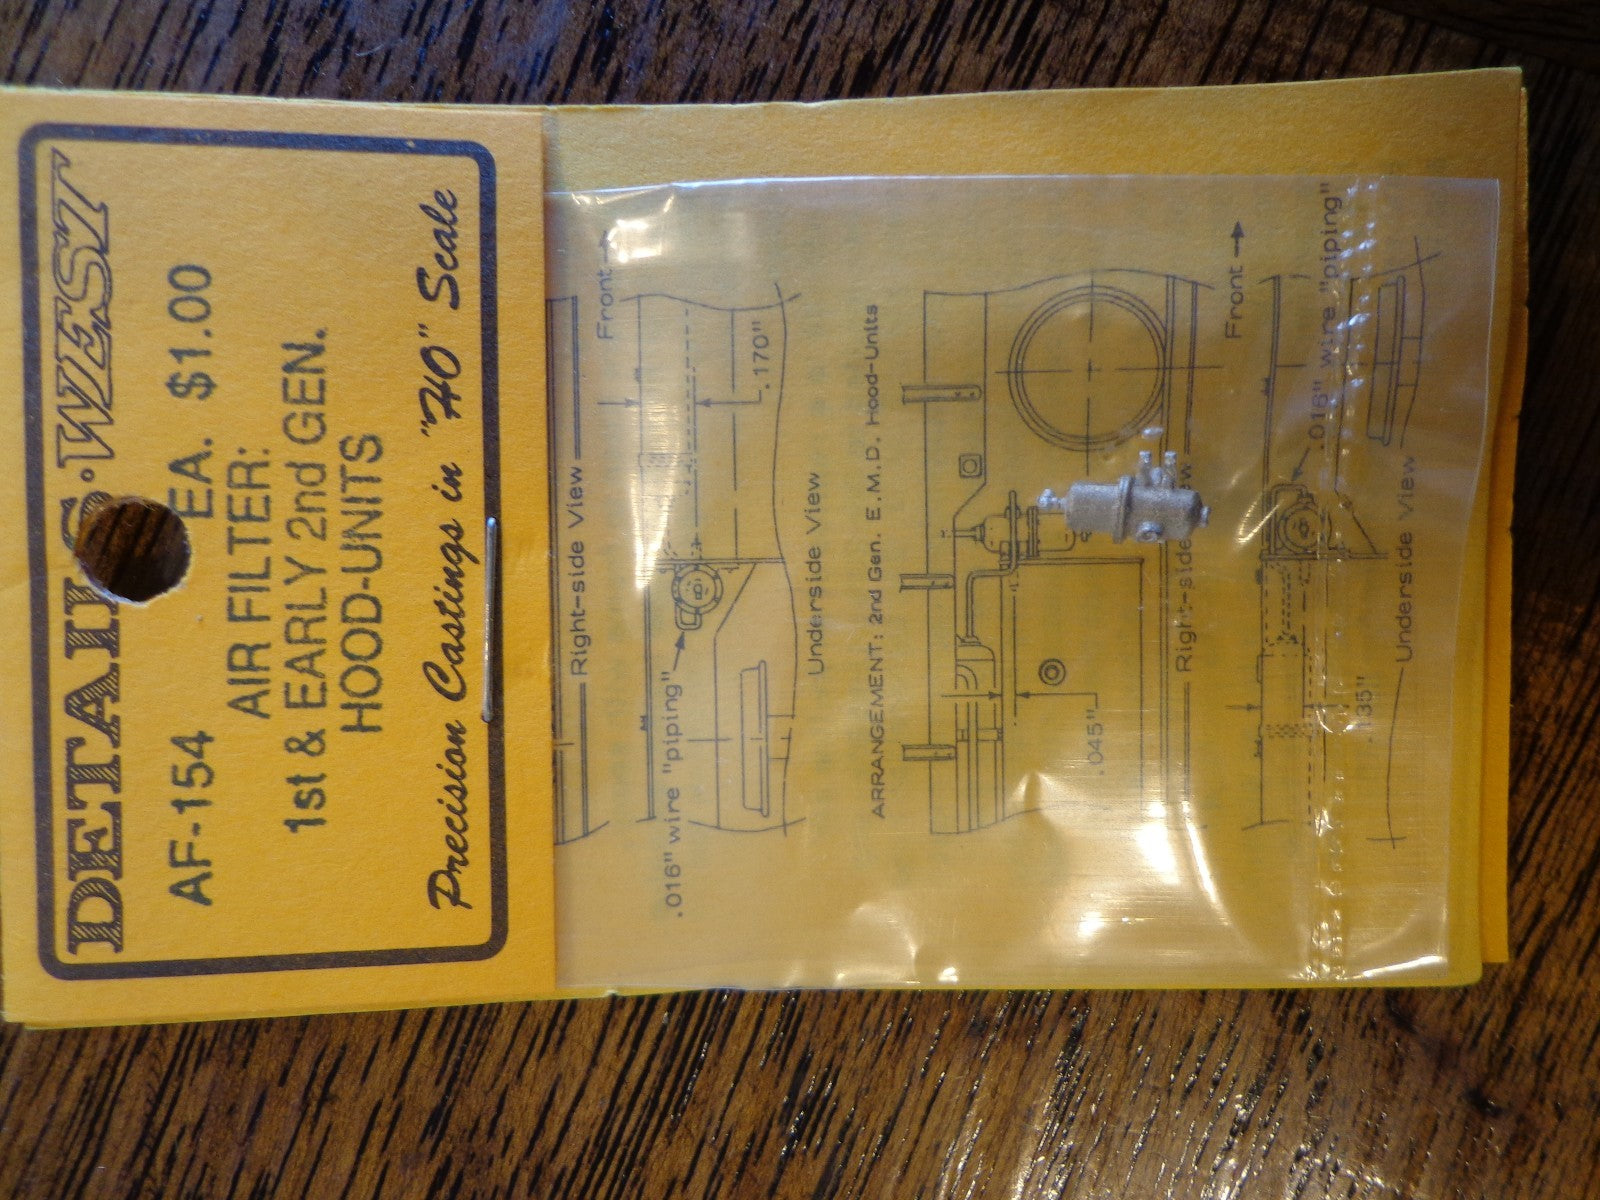 DETAILS·WEST
AF-154 EA. $1.00
AIR FILTER:
1st & EARLY 2nd GEN.
HOOD-UNITS
Precision Castings in "HO" Scale
Right-side View
Front
.016" wire "piping"
.170"
Underside View
ARRANGEMENT: 2nd Gen. E.M.D. Hood-Units
.045"
Right-side View
Front
.016" wire "piping"
.135"
Underside View